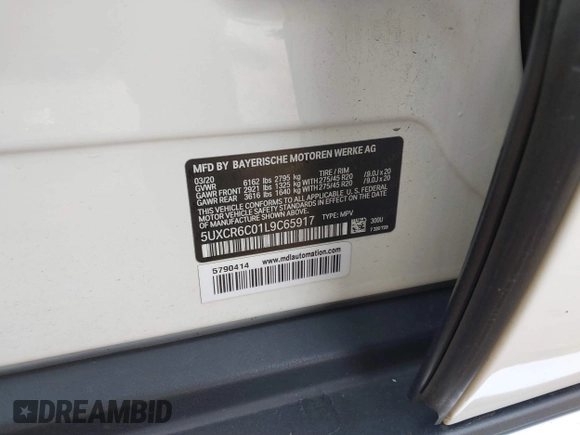 MFD BY BAYERISCHE MOTOREN WERKE AG
03/20 TIRE / RIM
GVWR 6162 lbs 2795 kg
GAWR FRONT 2921 lbs 1325 kg WITH 275/45 R20 /9.0J x 20
GAWR REAR 3616 lbs 1640 kg WITH 275/45 R20 /9.0J x 20
THIS VEHICLE CONFORMS TO ALL APPLICABLE U.S. FEDERAL
MOTOR VEHICLE SAFETY STANDARDS IN EFFECT ON THE DATE
OF MANUFACTURE SHOWN ABOVE.
5UXCR6C01L9C65917 TYPE: MPV 300U
5790414 www.mdlautomation.com
DREAMBID